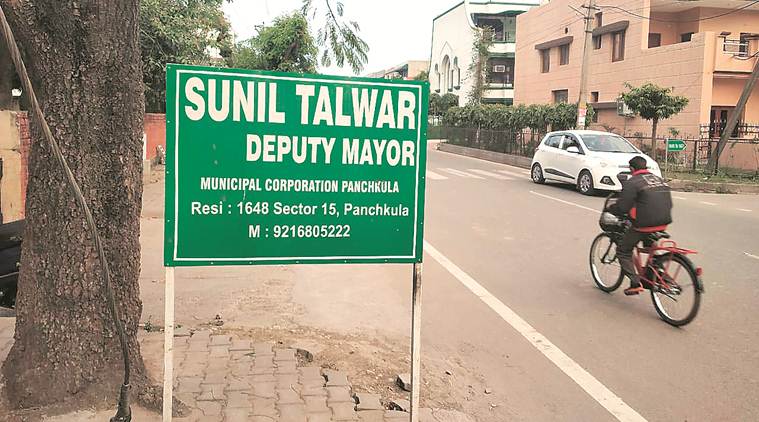 SUNIL TALWAR
DEPUTY MAYOR
MUNICIPAL CORPORATION PANCHKULA
Resi : 1648 Sector 15, Panchkula
M : 9216805222